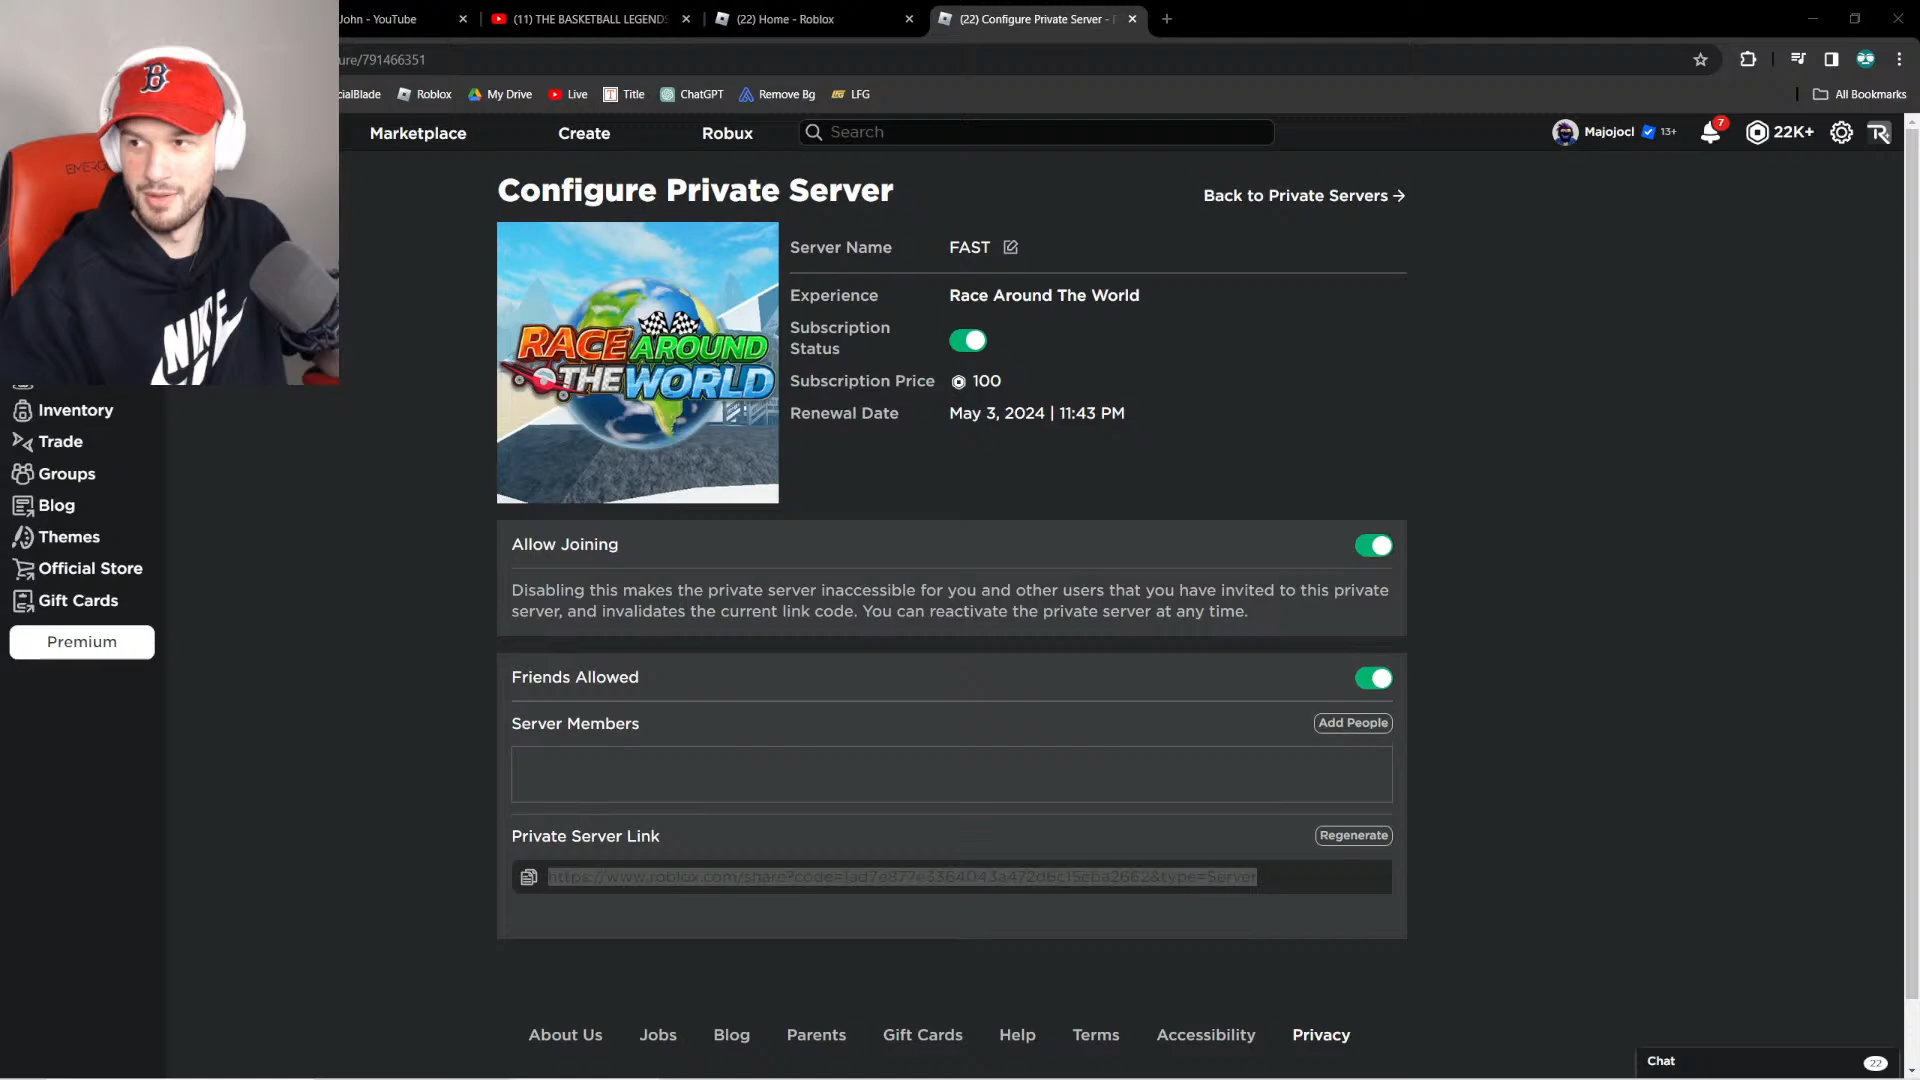 John - YouTube
(11) THE BASKETBALL LEGENDS
(22) Home - Roblox
(22) Configure Private Server -
ure/791466351
cialBlade
Roblox
My Drive
Live
Title
ChatGPT
Remove Bg
LFG
All Bookmarks
Marketplace
Create
Robux
Search
Majojocl
13+
7
22K+
B
NIKE
Configure Private Server
Back to Private Servers →
Server Name
FAST
Experience
Race Around The World
Subscription
Status
Subscription Price
100
Renewal Date
May 3, 2024 | 11:43 PM
RACE AROUND
THE WORLD
Inventory
Trade
Groups
Blog
Themes
Official Store
Gift Cards
Premium
Allow Joining
Disabling this makes the private server inaccessible for you and other users that you have invited to this private
server, and invalidates the current link code. You can reactivate the private server at any time.
Friends Allowed
Server Members
Add People
Private Server Link
Regenerate
About Us
Jobs
Blog
Parents
Gift Cards
Help
Terms
Accessibility
Privacy
Chat
22